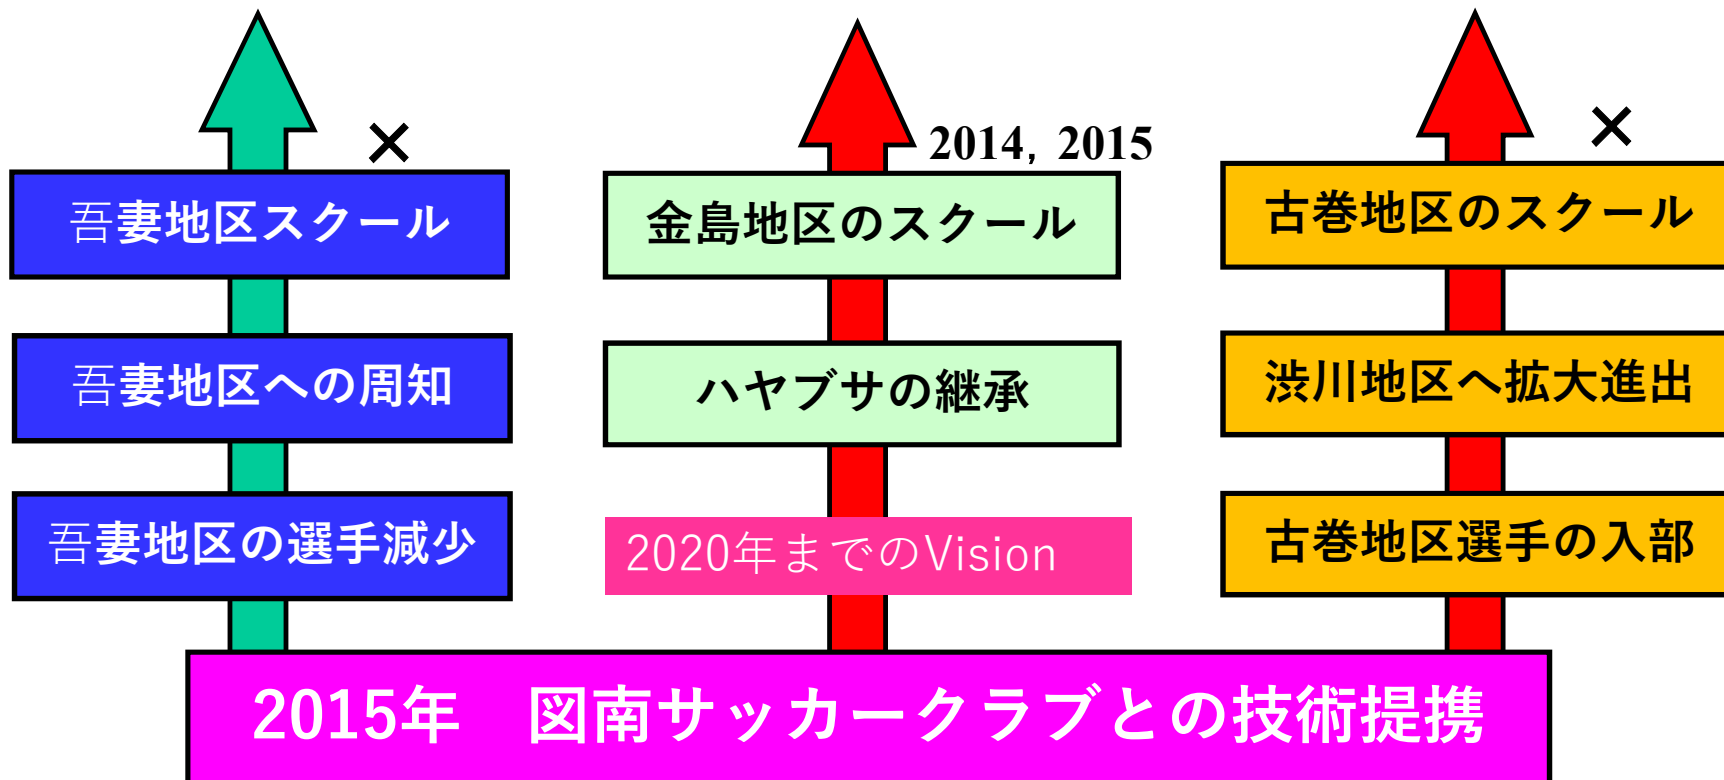 ×
吾妻地区スクール
吾妻地区への周知
吾妻地区の選手減少
2014, 2015
金島地区のスクール
ハヤブサの継承
2020年までのVision
×
古巻地区のスクール
渋川地区へ拡大進出
古巻地区選手の入部
2015年　図南サッカークラブとの技術提携